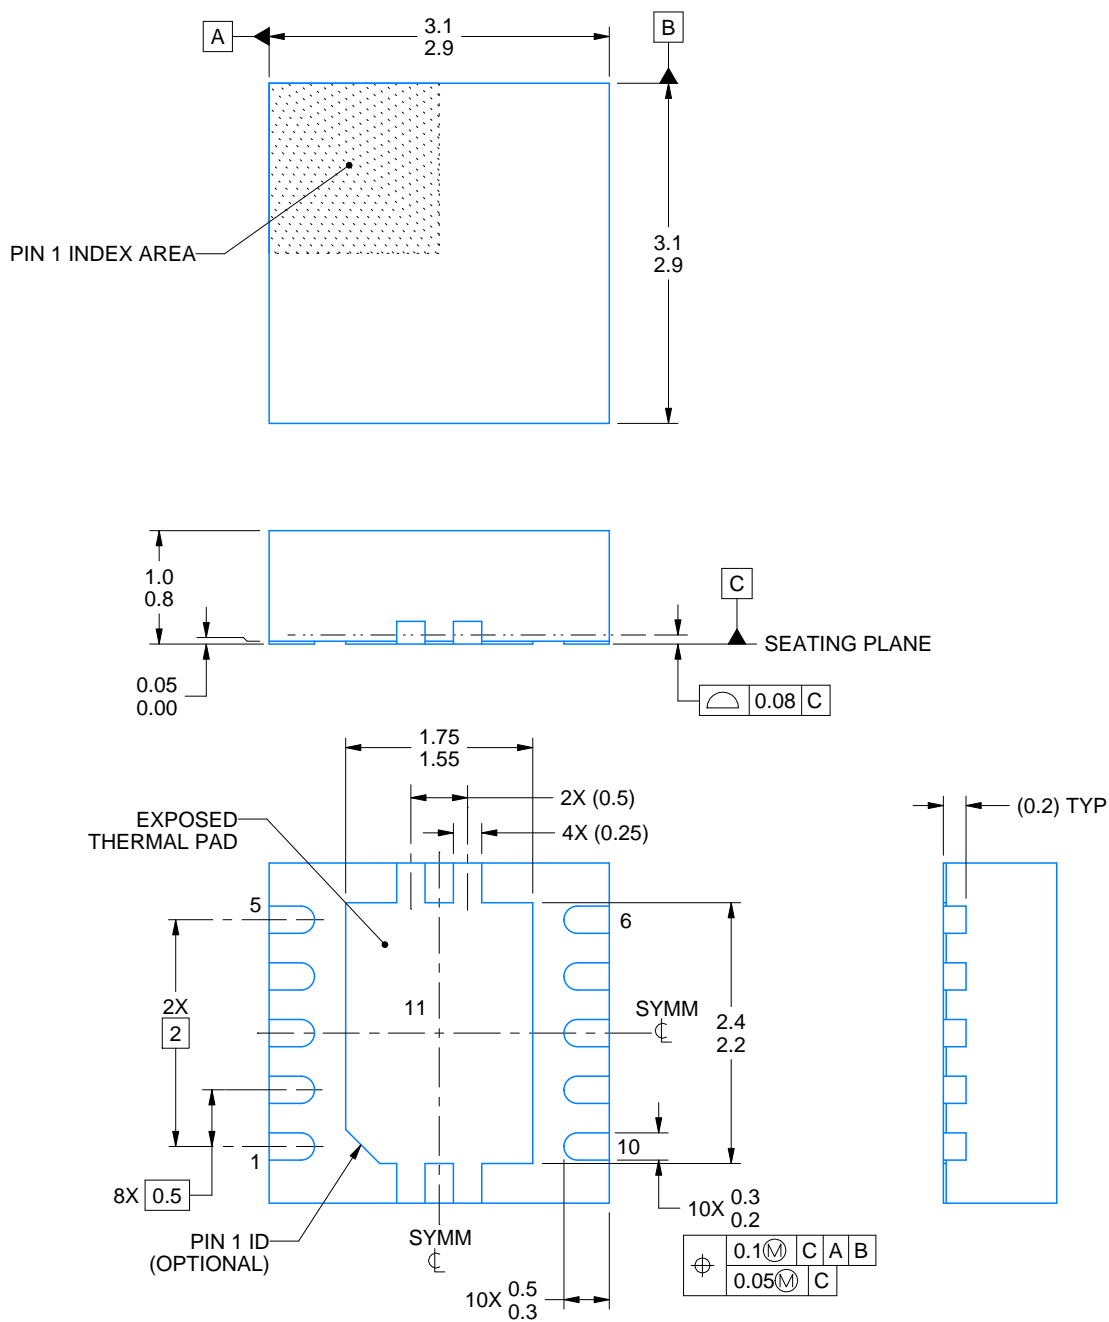 A
3.1
2.9
B
PIN 1 INDEX AREA
3.1
2.9
1.0
0.8
C
SEATING PLANE
0.05
0.00
0.08 C
1.75
1.55
2X (0.5)
(0.2) TYP
EXPOSED
THERMAL PAD
4X (0.25)
5
6
11
SYMM
2X
2
2.4
2.2
1
10
8X 0.5
10X 0.3
0.2
PIN 1 ID
(OPTIONAL)
SYMM
0.1Ⓜ C A B
0.05Ⓜ C
10X 0.5
0.3